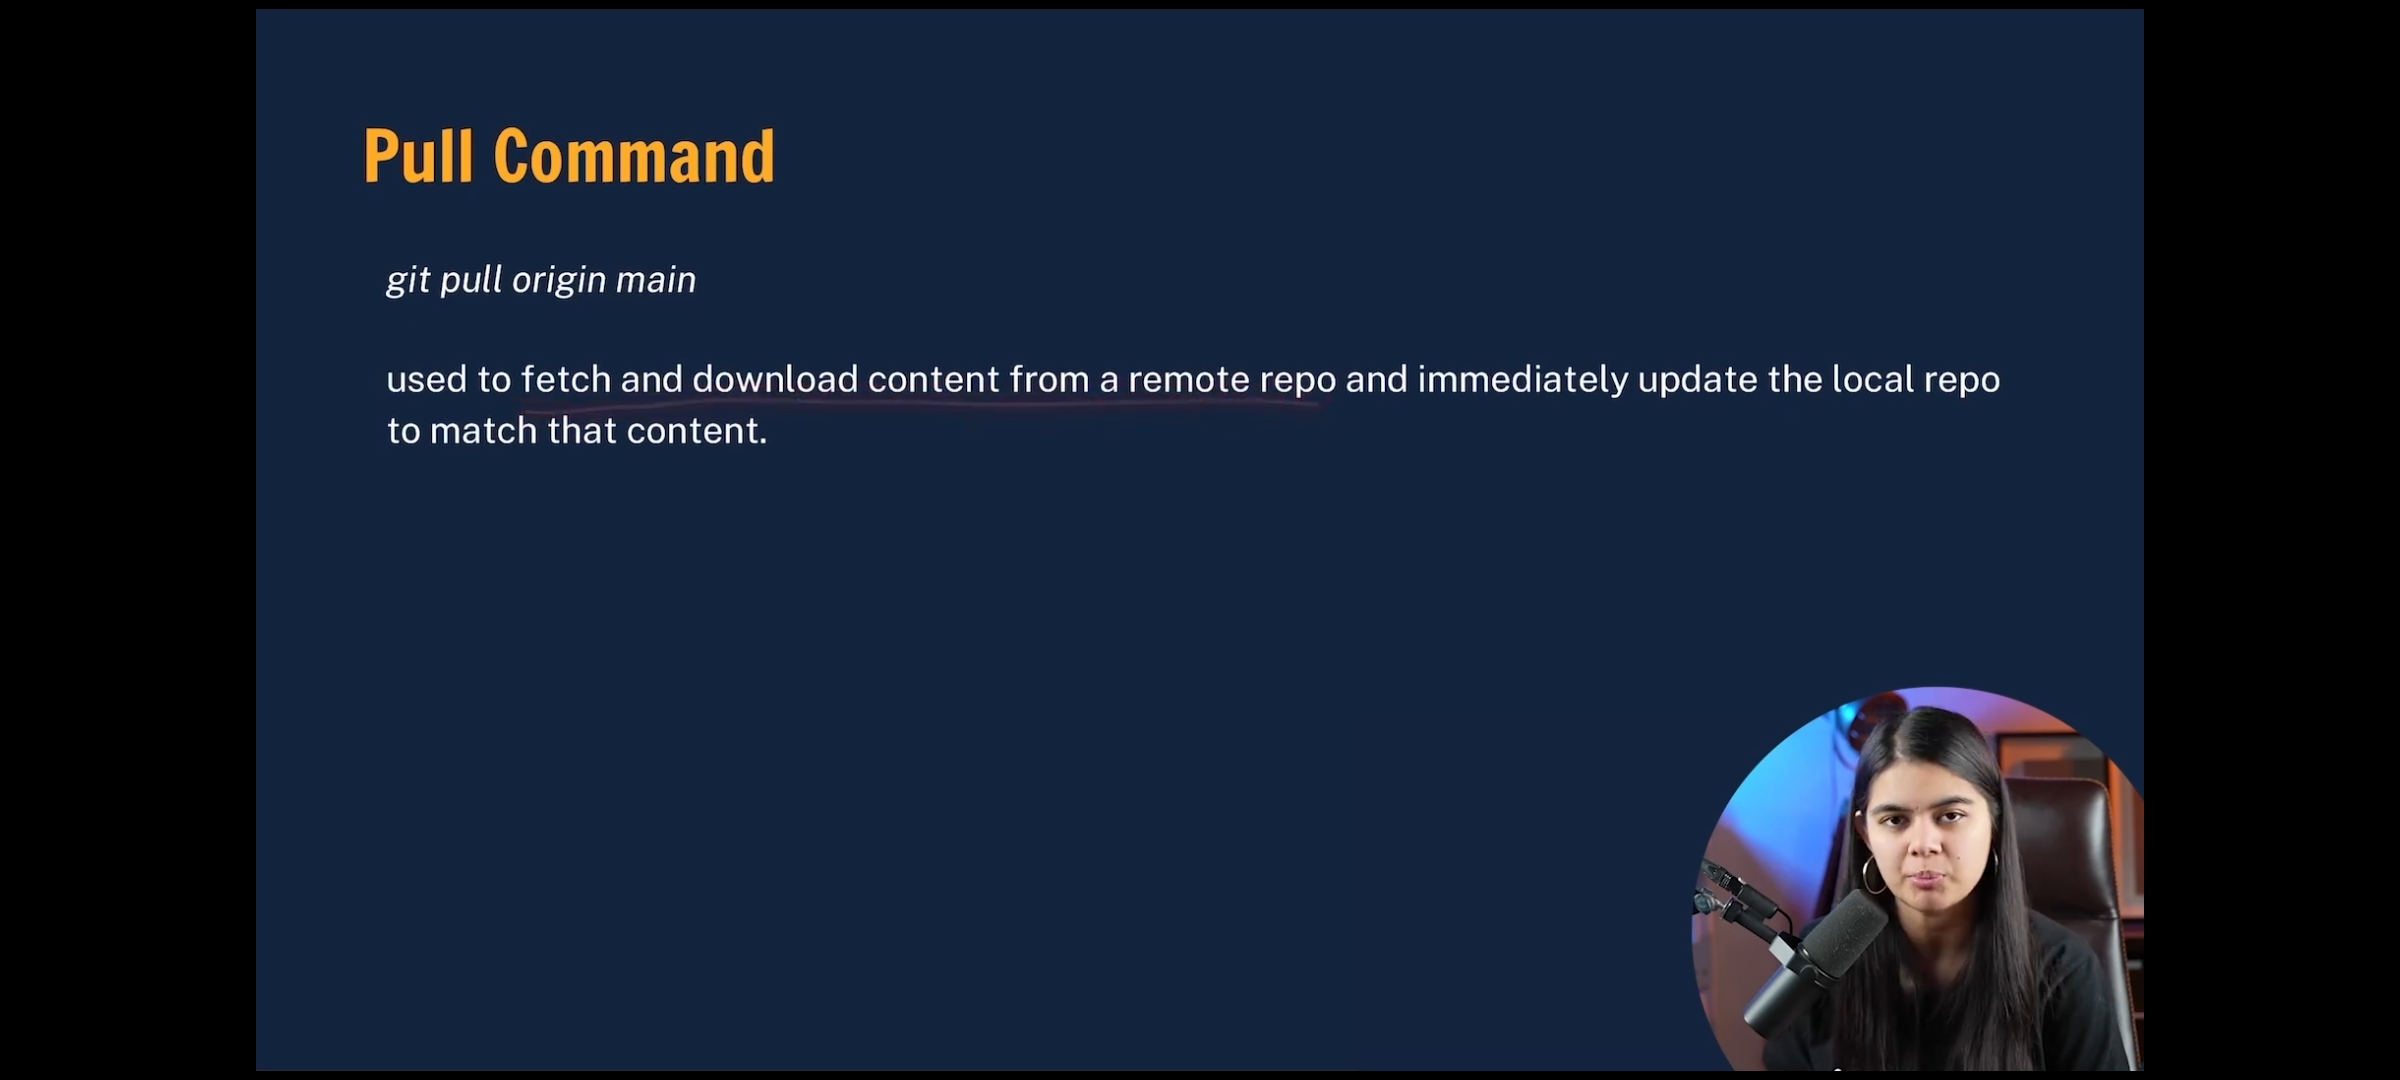 Pull Command
git pull origin main
used to fetch and download content from a remote repo and immediately update the local repo
to match that content.